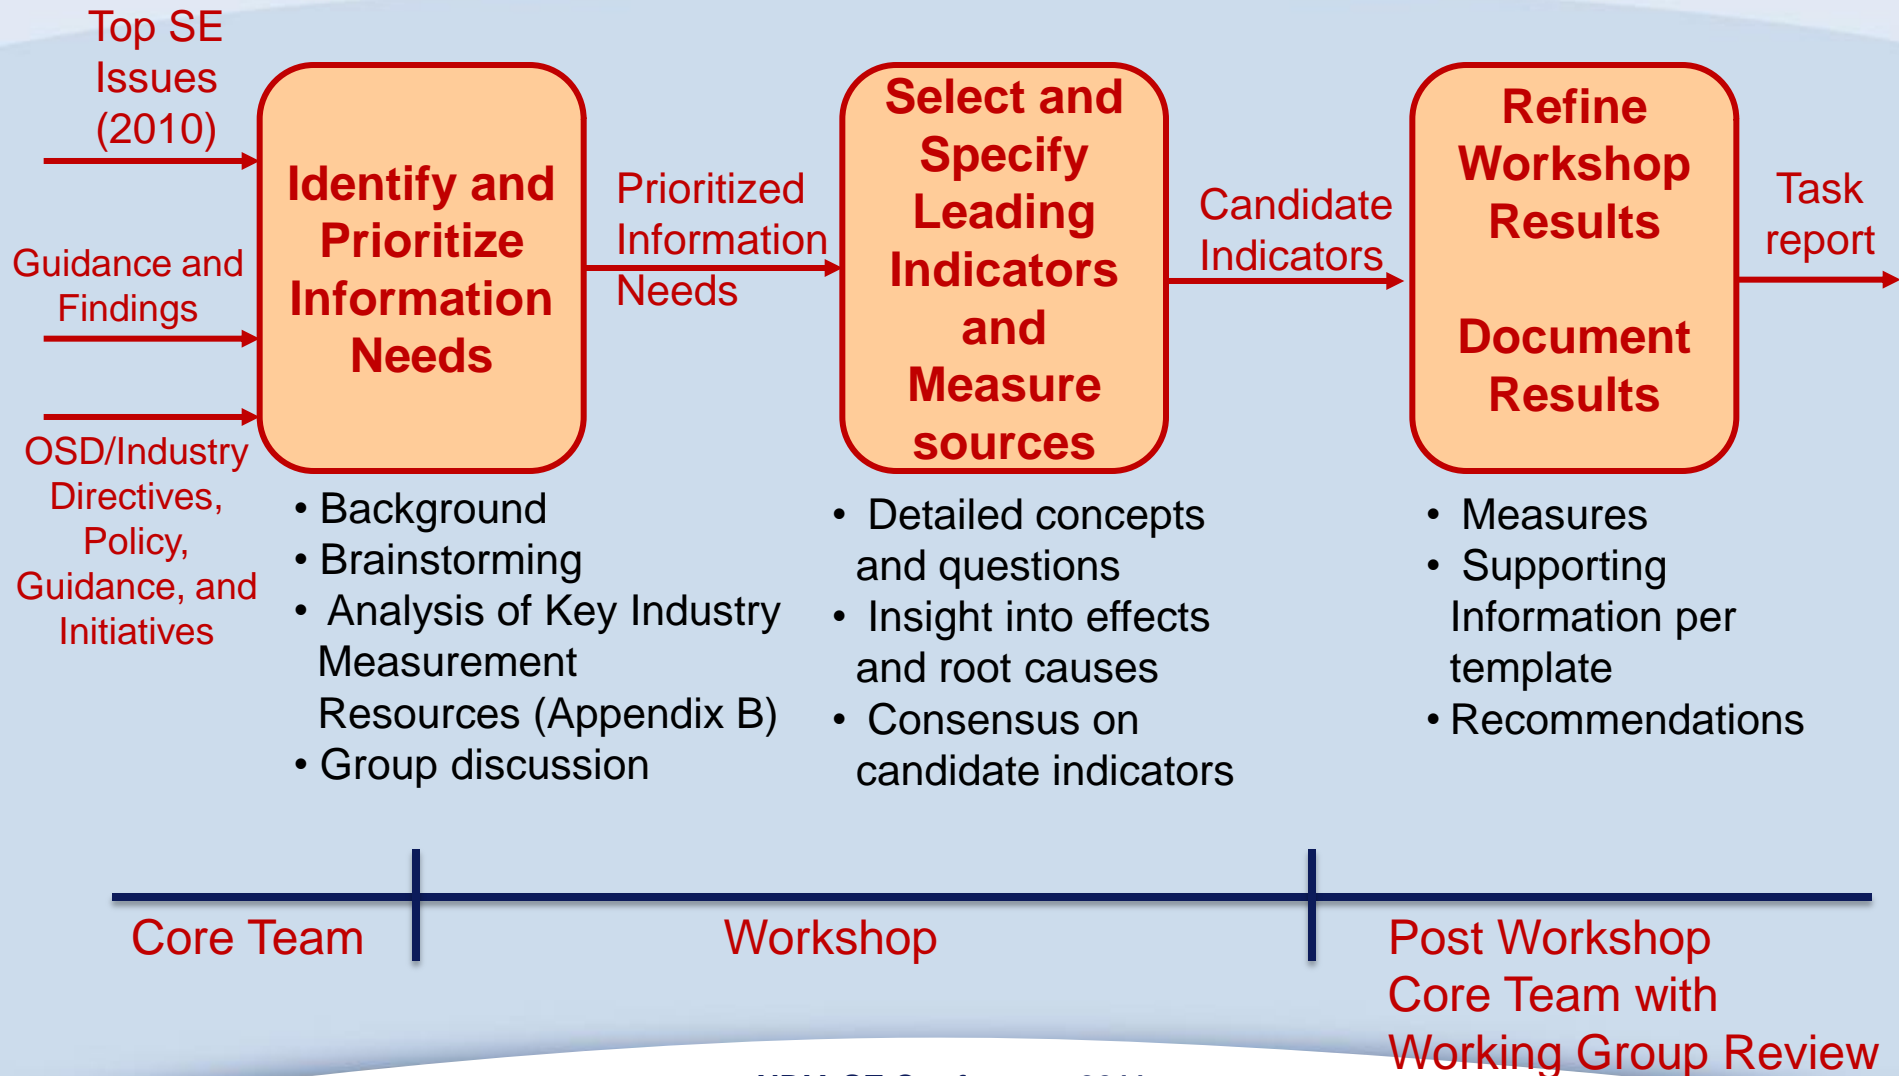 Top SE
Issues
(2010)
Guidance and
Findings
OSD/Industry
Directives,
Policy,
Guidance, and
Initiatives
Identify and
Prioritize
Information
Needs
Prioritized
Information
Needs
Select and
Specify
Leading
Indicators
and
Measure
sources
Candidate
Indicators
Refine
Workshop
Results
Document
Results
Task
report
• Background
• Brainstorming
• Analysis of Key Industry
Measurement
Resources (Appendix B)
• Group discussion
• Detailed concepts
and questions
• Insight into effects
and root causes
• Consensus on
candidate indicators
• Measures
• Supporting
Information per
template
• Recommendations
Core Team
Workshop
Post Workshop
Core Team with
Working Group Review